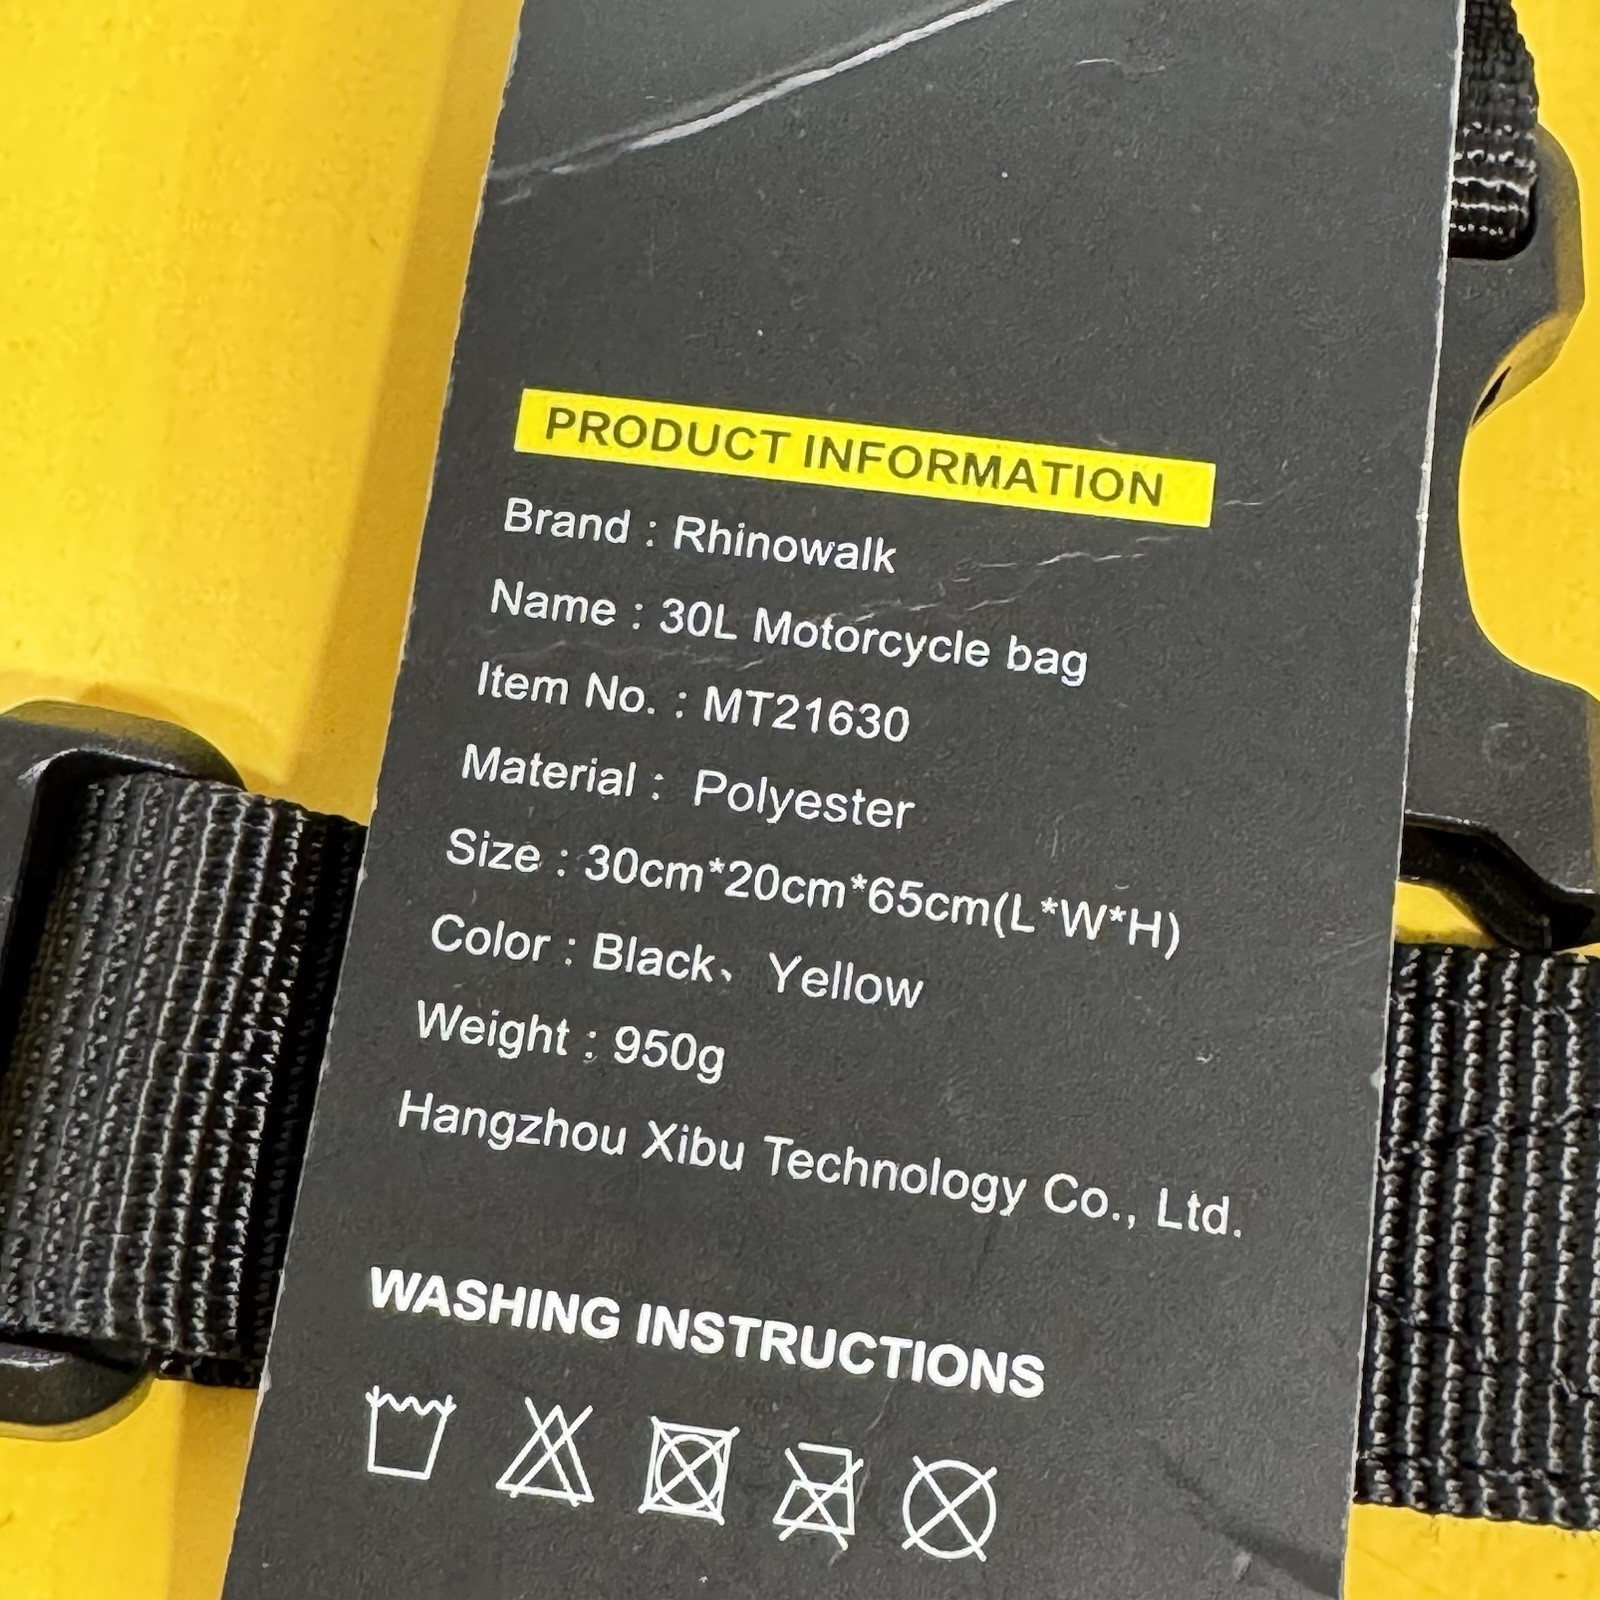 PRODUCT INFORMATION
Brand : Rhinowalk
Name : 30L Motorcycle bag
Item No. : MT21630
Material : Polyester
Size : 30cm*20cm*65cm(L*W*H)
Color : Black、 Yellow
Weight : 950g
Hangzhou Xibu Technology Co., Ltd.
WASHING INSTRUCTIONS